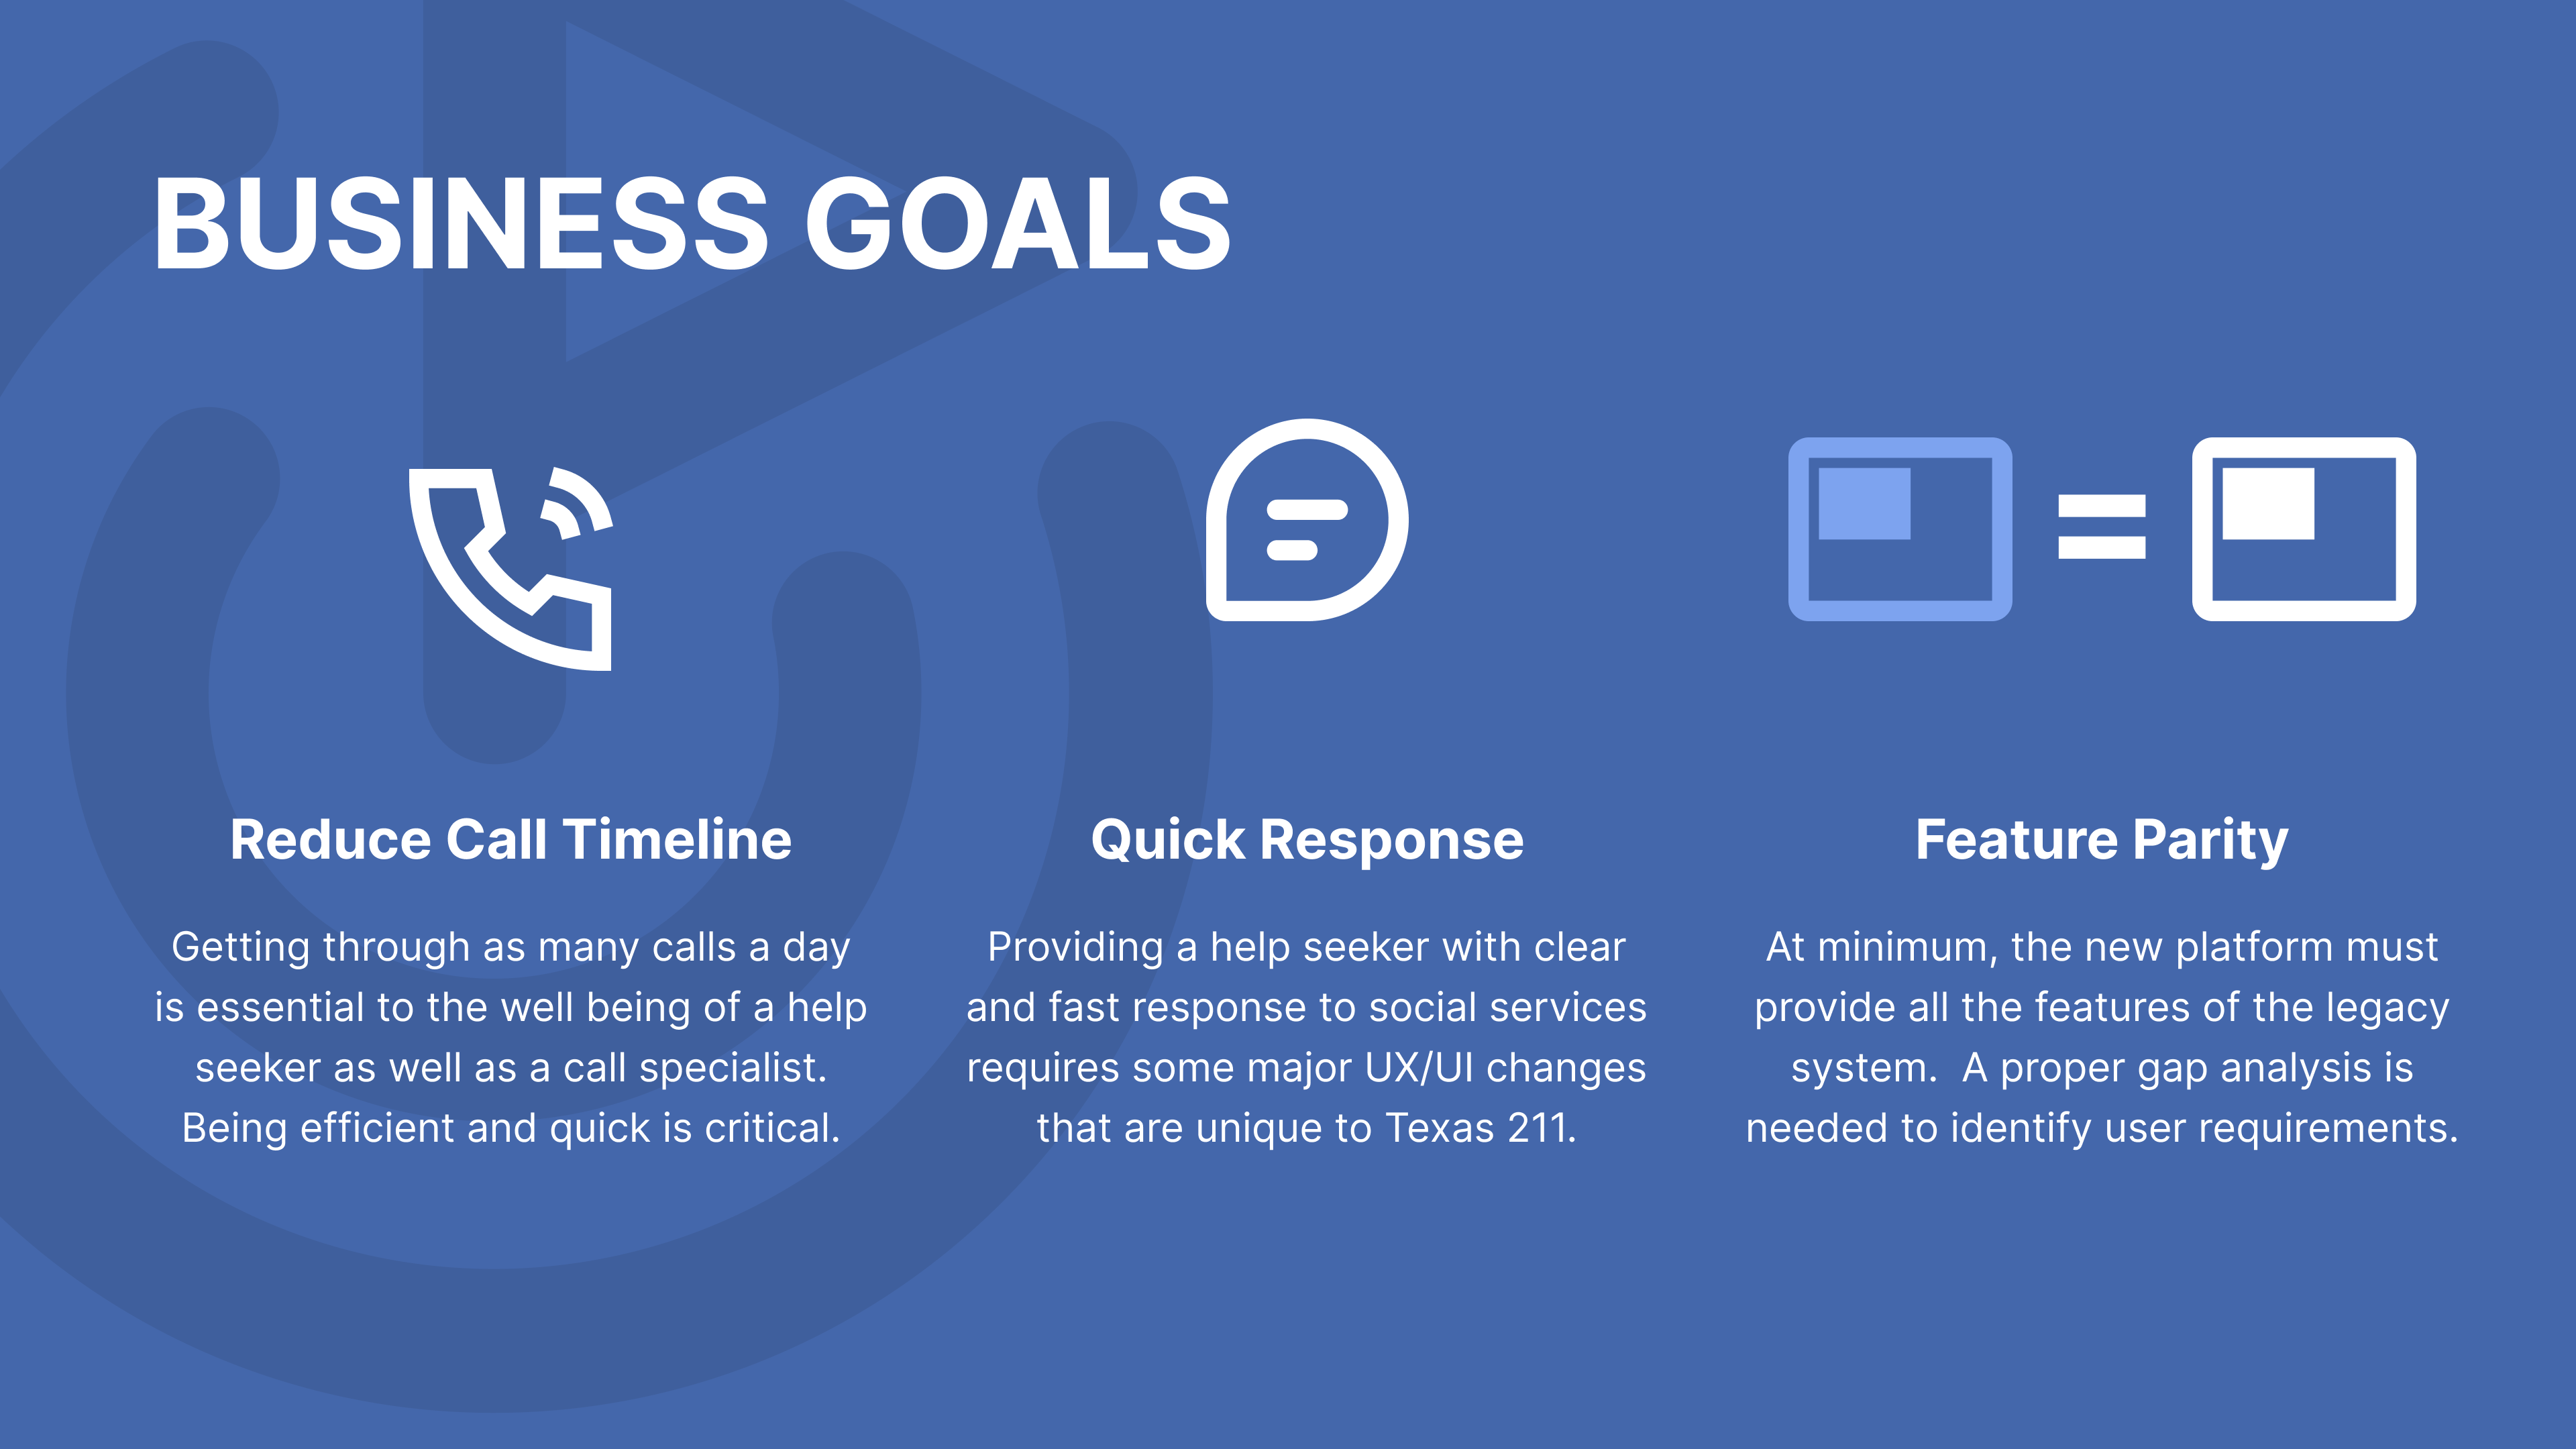 BUSINESS GOALS
Reduce Call Timeline
Getting through as many calls a day
is essential to the well being of a help
seeker as well as a call specialist.
Being efficient and quick is critical.
Quick Response
Providing a help seeker with clear
and fast response to social services
requires some major UX/UI changes
that are unique to Texas 211.
Feature Parity
At minimum, the new platform must
provide all the features of the legacy
system.  A proper gap analysis is
needed to identify user requirements.